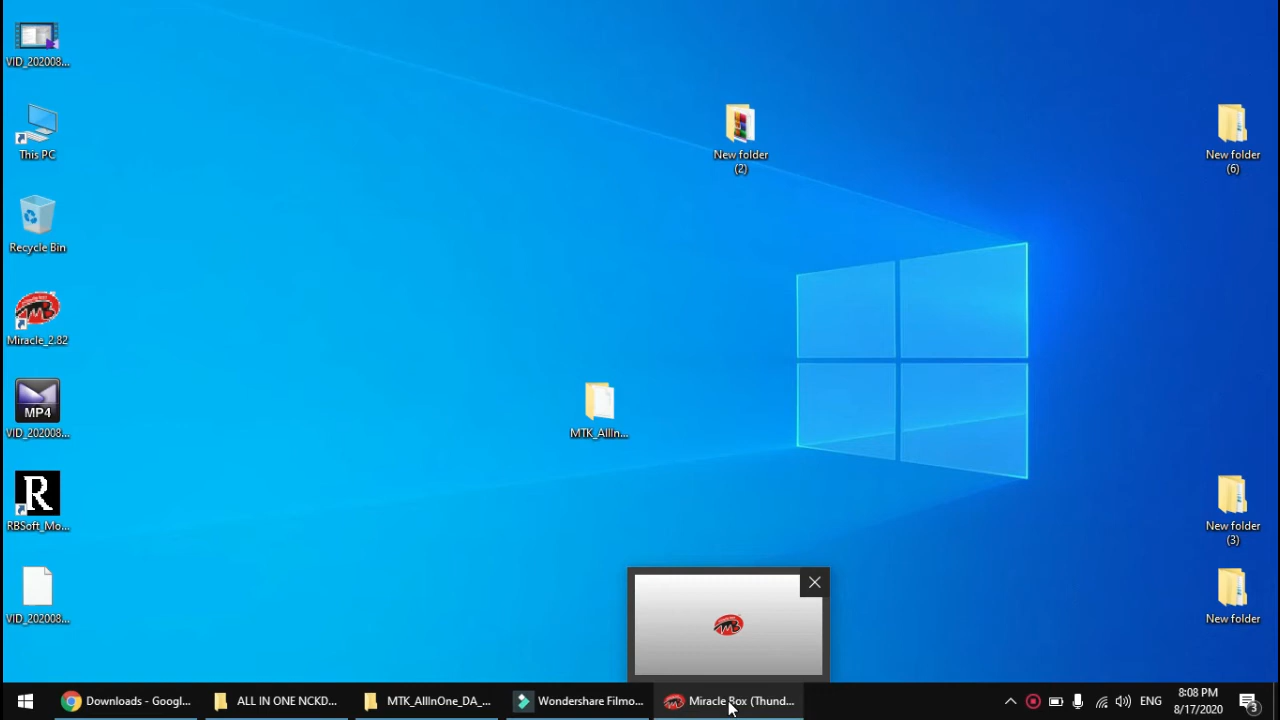 VID_202008...
This PC
Recycle Bin
Miracle_2.82
MP4
VID_202008...
R
RBSoft_Mo...
VID_202008...
New folder
(2)
MTK_AllIn...
New folder
(6)
New folder
(3)
New folder
Downloads - Googl...
ALL IN ONE NCKD...
MTK_AllInOne_DA_...
Wondershare Filmo...
Miracle Box (Thund...
ENG
8:08 PM
8/17/2020
3